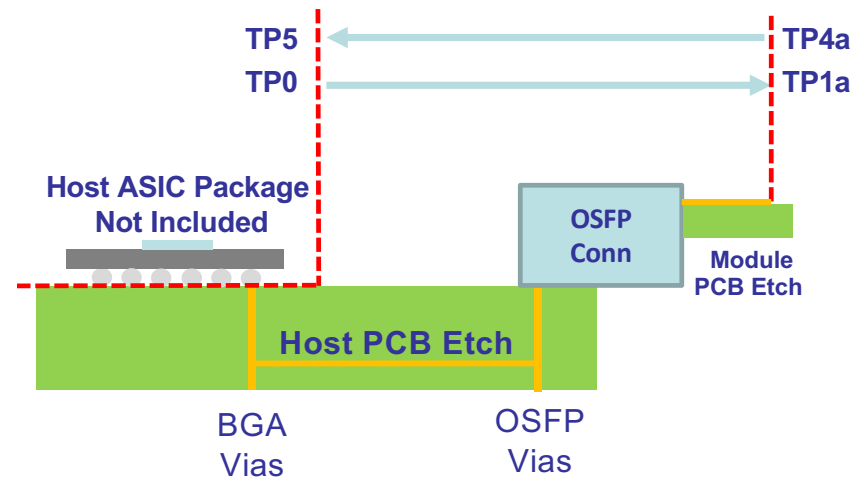 TP5
TP4a
TP0
TP1a
Host ASIC Package
Not Included
OSFP
Conn
Module
PCB Etch
Host PCB Etch
BGA
Vias
OSFP
Vias